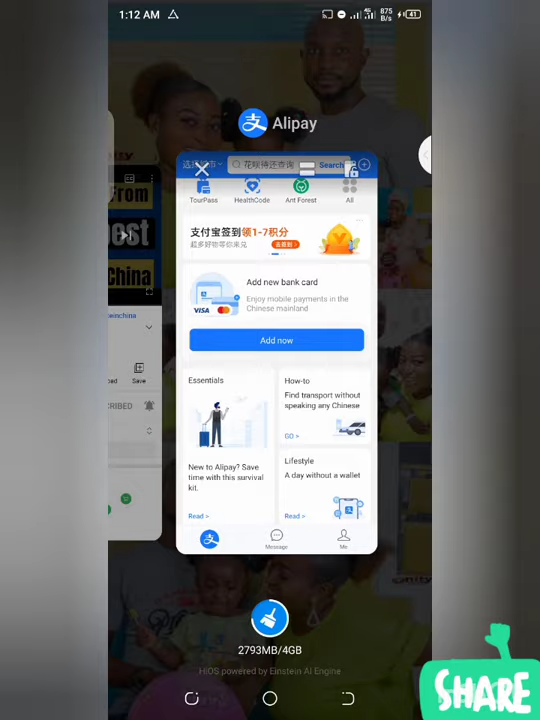 1:12 AM
875
B/s
41
Alipay
选择城市
花呗待还查询
Search
TourPass
HealthCode
Ant Forest
All
支付宝签到领1-7积分
超多好物等你来兑
去签到
Add new bank card
Enjoy mobile payments in the
Chinese mainland
VISA
Add now
Essentials
New to Alipay? Save
time with this survival
kit.
Read >
How-to
Find transport without
speaking any Chinese
GO >
Lifestyle
A day without a wallet
Read >
Message
Me
From
est
China
winchina
oad
Save
CRIBED
2793MB/4GB
HiOS powered by Einstein AI Engine
SHARE